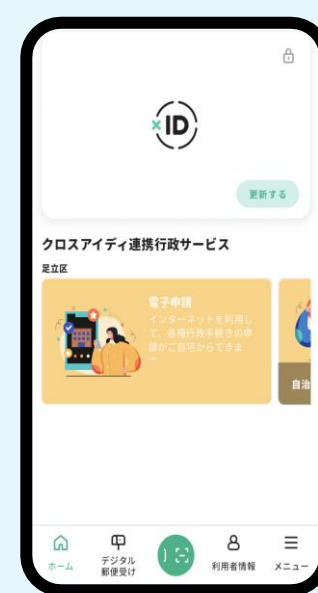 ×ID
更新する
クロスアイディ連携行政サービス
足立区
電子申請
インターネットを利用し
て、各種行政手続きの申
請がご自宅からできま
自治
ホーム
デジタル
郵便受け
利用者情報
メニュー